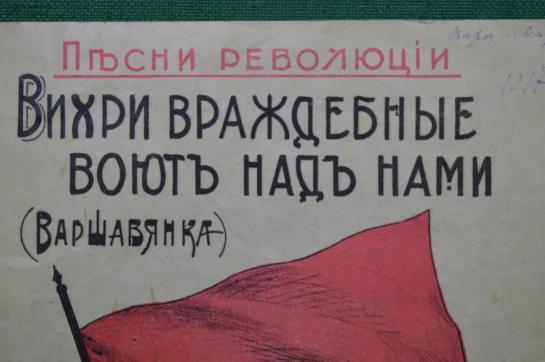 Пѣсни революціи
Вихри враждебные
воютъ надъ нами
(Варшавянка)